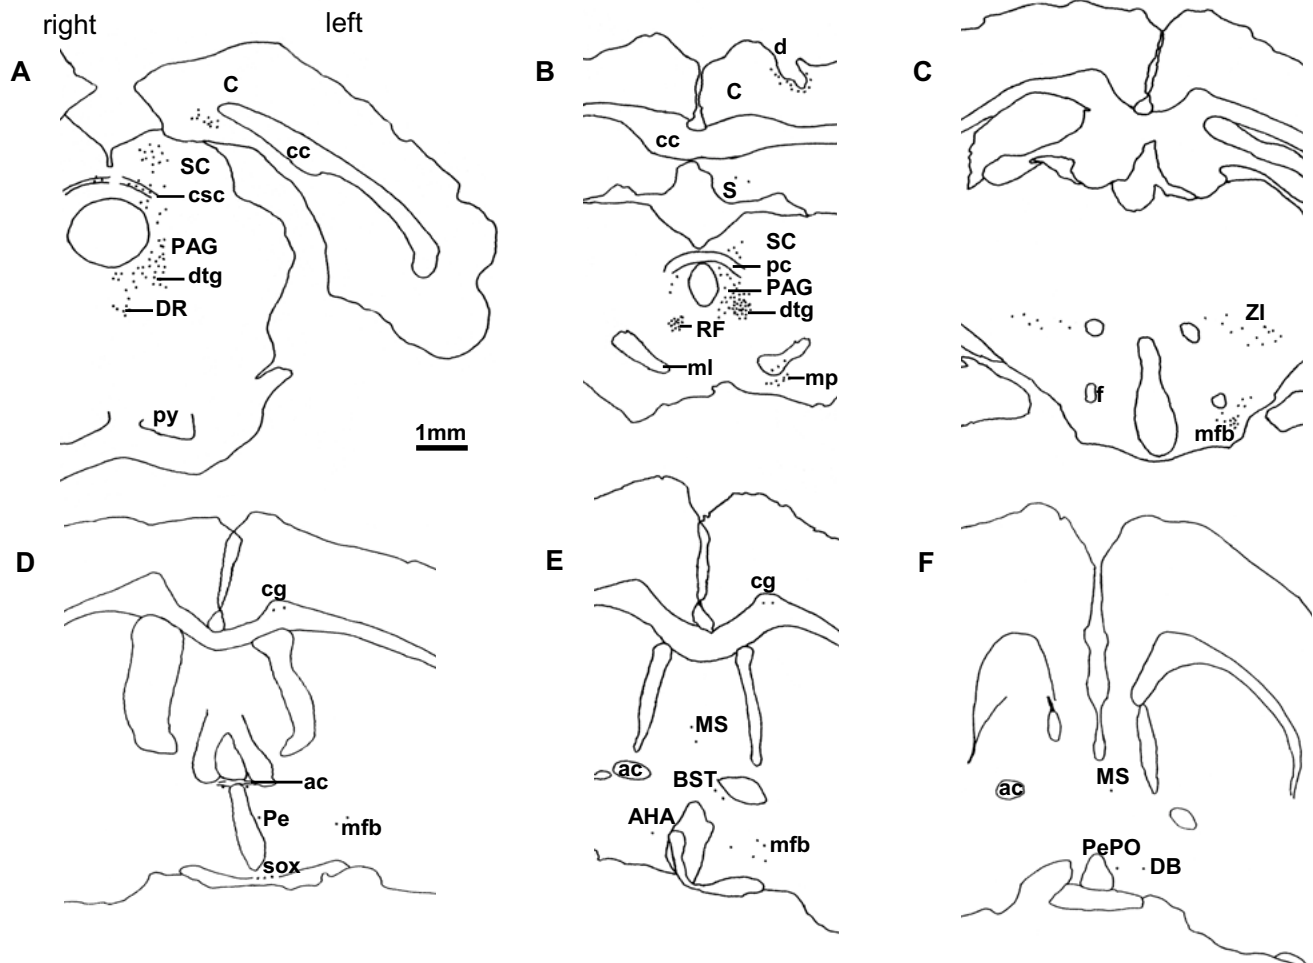 right
left
A
C
cc
SC
csc
PAG
dtg
DR
py
1mm
B
d
C
cc
S
SC
pc
PAG
dtg
RF
ml
mp
C
ZI
f
mfb
D
cg
ac
Pe
mfb
sox
E
cg
MS
ac
BST
AHA
mfb
F
MS
ac
PePO
DB